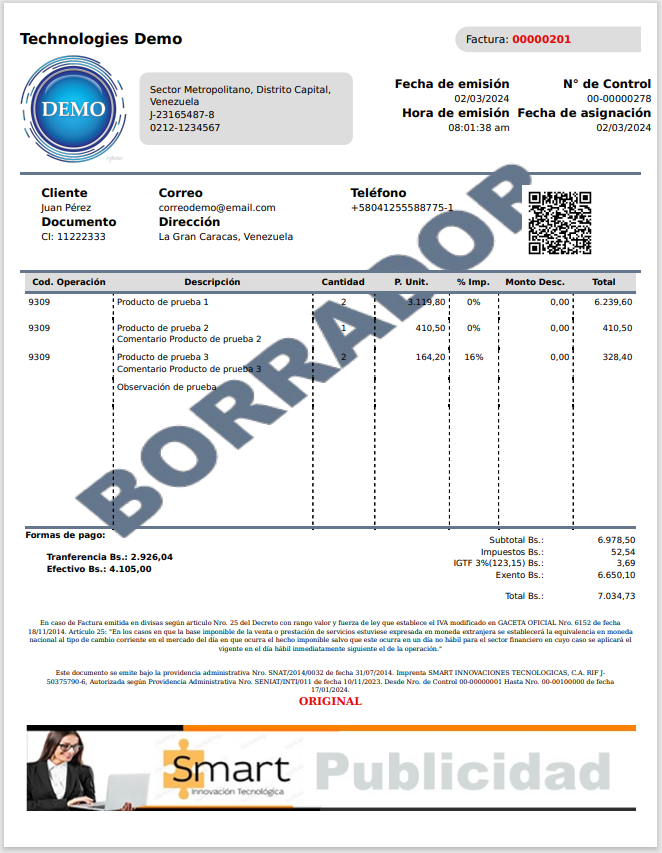 Technologies Demo
Factura: 00000201
DEMO
Sector Metropolitano, Distrito Capital,
Venezuela
J-23165487-8
0212-1234567
Fecha de emisión N° de Control
02/03/2024 00-00000278
Hora de emisión Fecha de asignación
08:01:38 am 02/03/2024
Cliente Correo Teléfono
Juan Pérez correodemo@email.com +58041255588775-1
Documento Dirección
CI: 11222333 La Gran Caracas, Venezuela
BORRADOR
Cod. Operación Descripción Cantidad P. Unit. % Imp. Monto Desc. Total
9309 Producto de prueba 1 2 3.119,80 0% 0,00 6.239,60
9309 Producto de prueba 2 1 410,50 0% 0,00 410,50
Comentario Producto de prueba 2
9309 Producto de prueba 3 2 164,20 16% 0,00 328,40
Comentario Producto de prueba 3
Observación de prueba
Formas de pago:
Tranferencia Bs.: 2.926,04
Efectivo Bs.: 4.105,00
Subtotal Bs.: 6.978,50
Impuestos Bs.: 52,54
IGTF 3%(123,15) Bs.: 3,69
Exento Bs.: 6.650,10
Total Bs.: 7.034,73
En caso de Factura emitida en divisas según articulo Nro. 25 del Decreto con rango valor y fuerza de ley que establece el IVA modificado en GACETA OFICIAL Nro. 6152 de fecha
18/11/2014. Articulo 25: "En los casos en que la base imponible de la venta o prestación de servicios estuviese expresada en moneda extranjera se establecerá la equivalencia en moneda
nacional al tipo de cambio corriente en el mercado del día en que ocurra el hecho imponible salvo que este ocurra en un día no hábil para el sector financiero en cuyo caso se aplicará el
vigente en el día hábil inmediatamente siguiente el de la operación."
Este documento se emite bajo la providencia administrativa Nro. SNAT/2014/0032 de fecha 31/07/2014. Imprenta SMART INNOVACIONES TECNOLOGICAS, C.A. RIF J-
50375790-6, Autorizada según Providencia Administrativa Nro. SENIAT/INTI/011 de fecha 10/11/2023. Desde Nro. de Control 00-00000001 Hasta Nro. 00-00100000 de fecha
17/01/2024.
ORIGINAL
Smart
Innovación Tecnológica
Publicidad